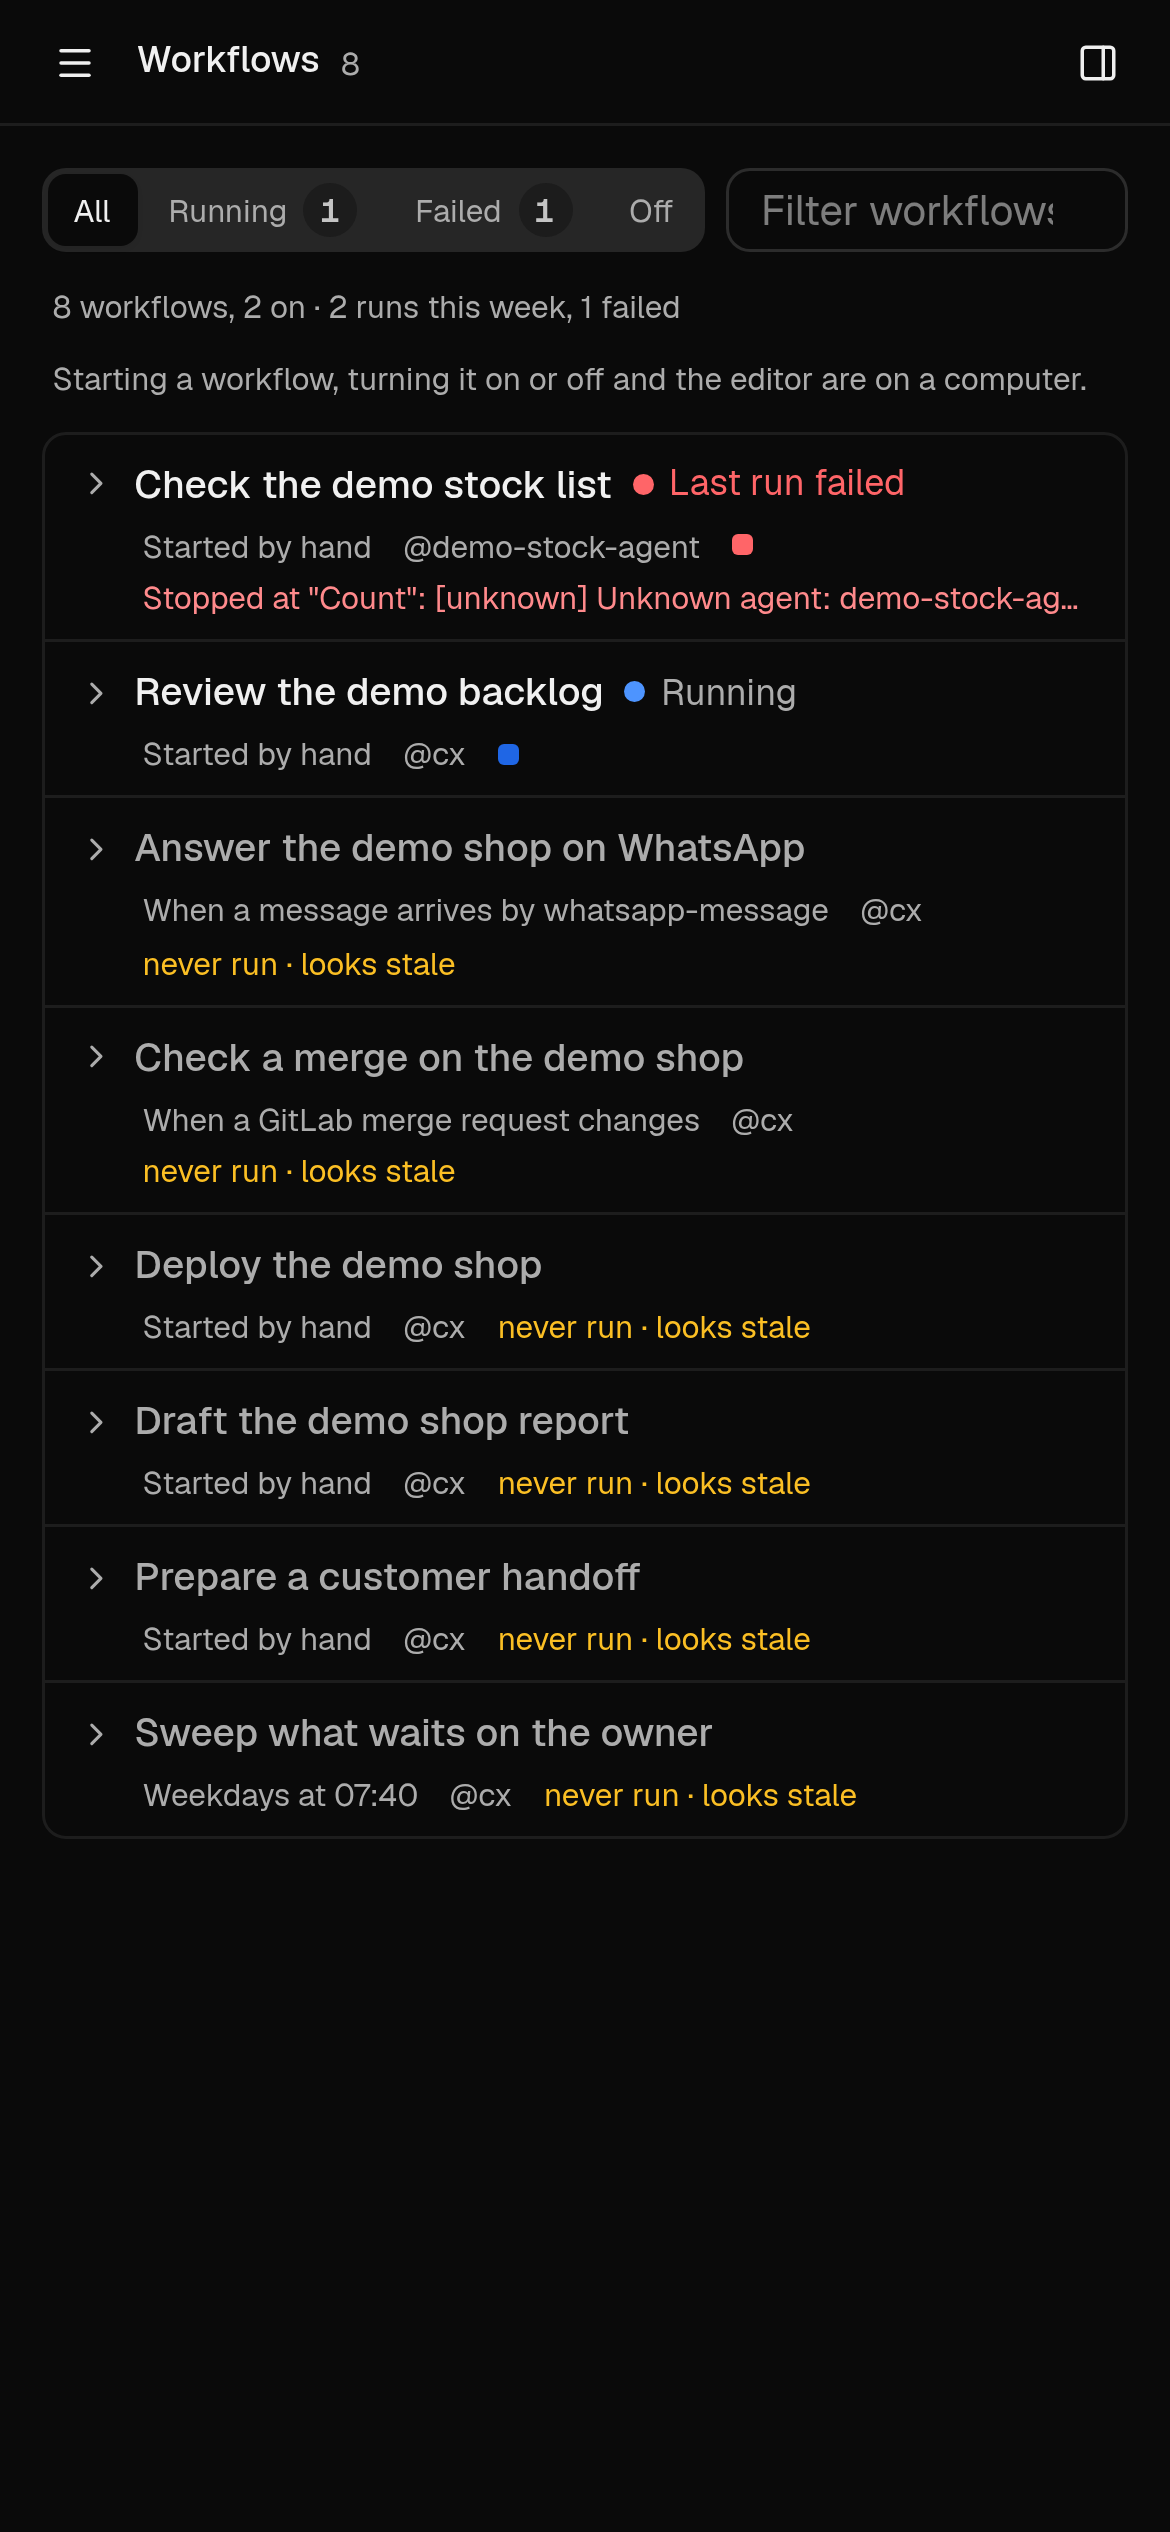 Workflows 8
All Running 1 Failed 1 Off Filter workflows
8 workflows, 2 on · 2 runs this week, 1 failed
Starting a workflow, turning it on or off and the editor are on a computer.
Check the demo stock list Last run failed
Started by hand @demo-stock-agent
Stopped at "Count": [unknown] Unknown agent: demo-stock-ag...
Review the demo backlog Running
Started by hand @cx
Answer the demo shop on WhatsApp
When a message arrives by whatsapp-message @cx
never run · looks stale
Check a merge on the demo shop
When a GitLab merge request changes @cx
never run · looks stale
Deploy the demo shop
Started by hand @cx never run · looks stale
Draft the demo shop report
Started by hand @cx never run · looks stale
Prepare a customer handoff
Started by hand @cx never run · looks stale
Sweep what waits on the owner
Weekdays at 07:40 @cx never run · looks stale